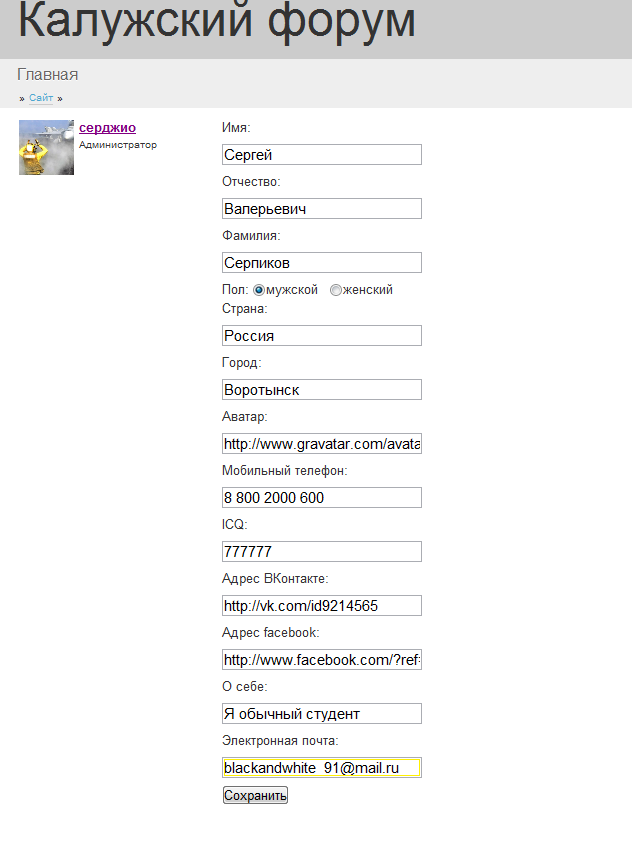 Калужский форум
Главная
» Сайт »
серджио
Администратор
Имя:
Сергей
Отчество:
Валерьевич
Фамилия:
Серпиков
Пол: мужской женский
Страна:
Россия
Город:
Воротынск
Аватар:
http://www.gravatar.com/avata
Мобильный телефон:
8 800 2000 600
ICQ:
777777
Адрес ВКонтакте:
http://vk.com/id9214565
Адрес facebook:
http://www.facebook.com/?ref=
О себе:
Я обычный студент
Электронная почта:
blackandwhite_91@mail.ru
Сохранить